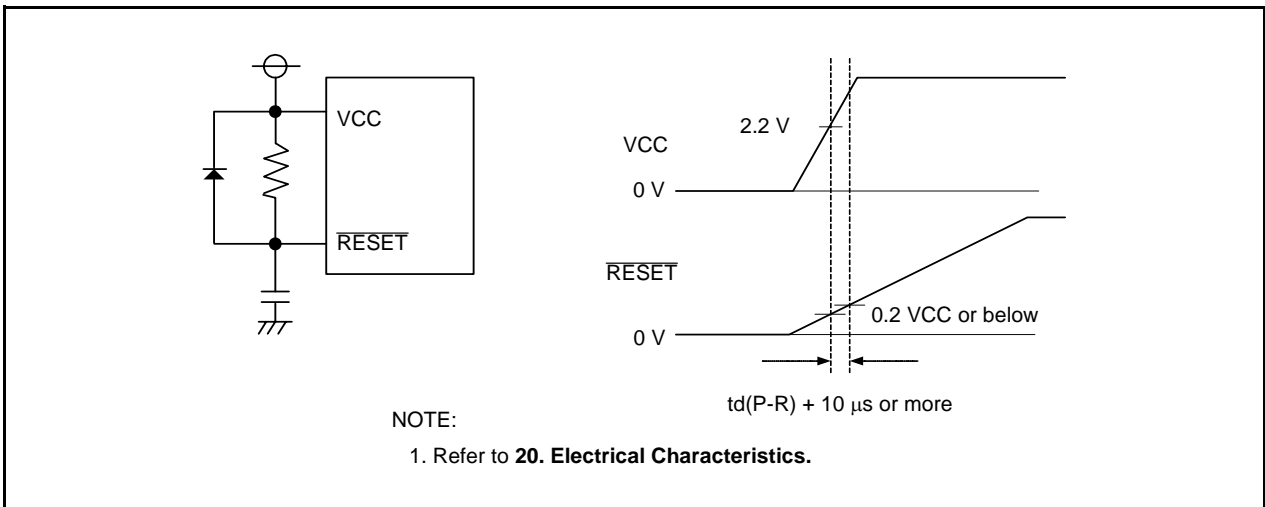 VCC
RESET
2.2 V
VCC
0 V
RESET
0.2 VCC or below
0 V
td(P-R) + 10 μs or more
NOTE:
1. Refer to 20. Electrical Characteristics.